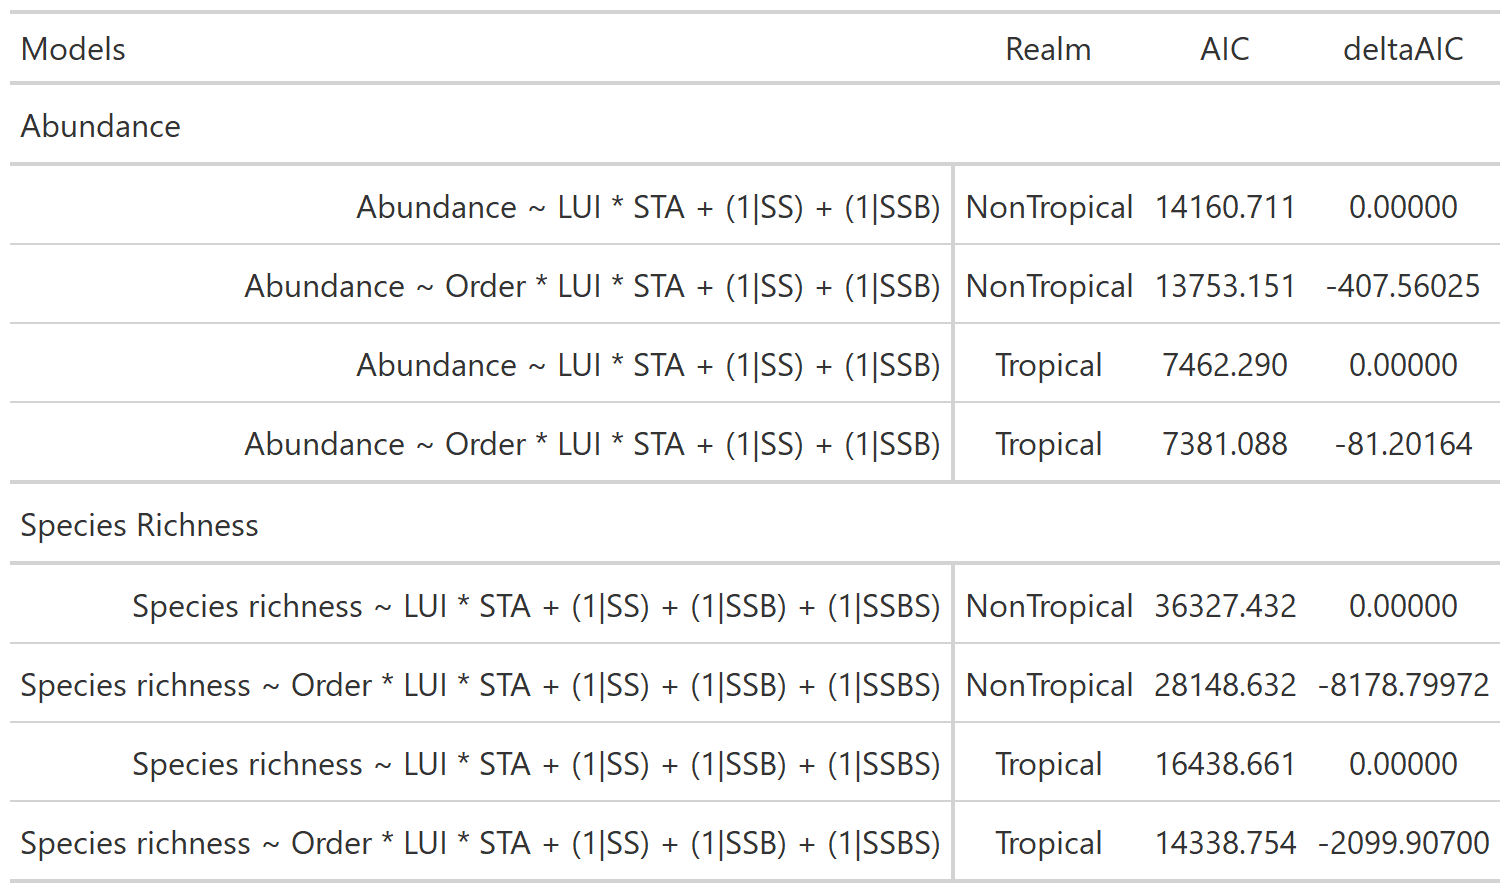 Models Realm AIC deltaAIC
Abundance
Abundance ~ LUI * STA + (1|SS) + (1|SSB) NonTropical 14160.711 0.00000
Abundance ~ Order * LUI * STA + (1|SS) + (1|SSB) NonTropical 13753.151 -407.56025
Abundance ~ LUI * STA + (1|SS) + (1|SSB) Tropical 7462.290 0.00000
Abundance ~ Order * LUI * STA + (1|SS) + (1|SSB) Tropical 7381.088 -81.20164
Species Richness
Species richness ~ LUI * STA + (1|SS) + (1|SSB) + (1|SSBS) NonTropical 36327.432 0.00000
Species richness ~ Order * LUI * STA + (1|SS) + (1|SSB) + (1|SSBS) NonTropical 28148.632 -8178.79972
Species richness ~ LUI * STA + (1|SS) + (1|SSB) + (1|SSBS) Tropical 16438.661 0.00000
Species richness ~ Order * LUI * STA + (1|SS) + (1|SSB) + (1|SSBS) Tropical 14338.754 -2099.90700